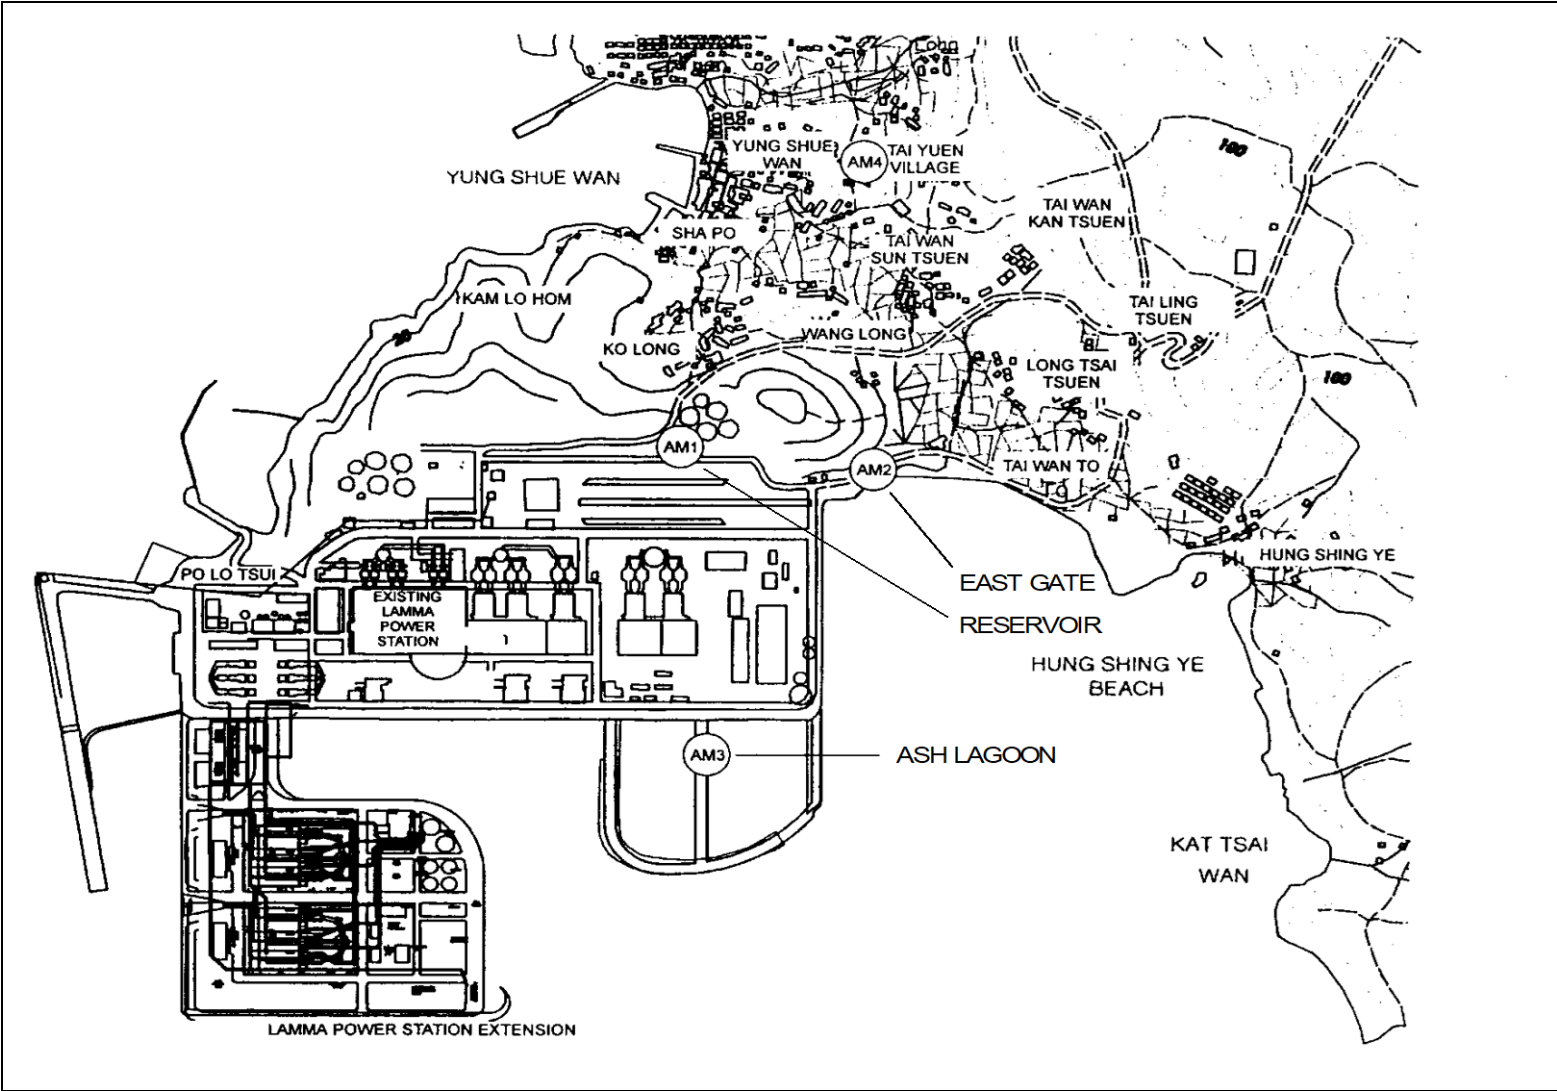 Long
YUNG SHUE
WAN
AM4
TAI YUEN
VILLAGE
100
YUNG SHUE WAN
TAI WAN
KAN TSUEN
SHA PO
TAI WAN
SUN TSUEN
KAM LO HOM
TAI LING
TSUEN
20
WANG LONG
KO LONG
LONG TSAI
TSUEN
100
AM1
AM2
TAI WAN TO
HUNG SHING YE
PO LO TSUI
EAST GATE
EXISTING
LAMMA
POWER
STATION
RESERVOIR
HUNG SHING YE
BEACH
AM3
ASH LAGOON
KAT TSAI
WAN
LAMMA POWER STATION EXTENSION